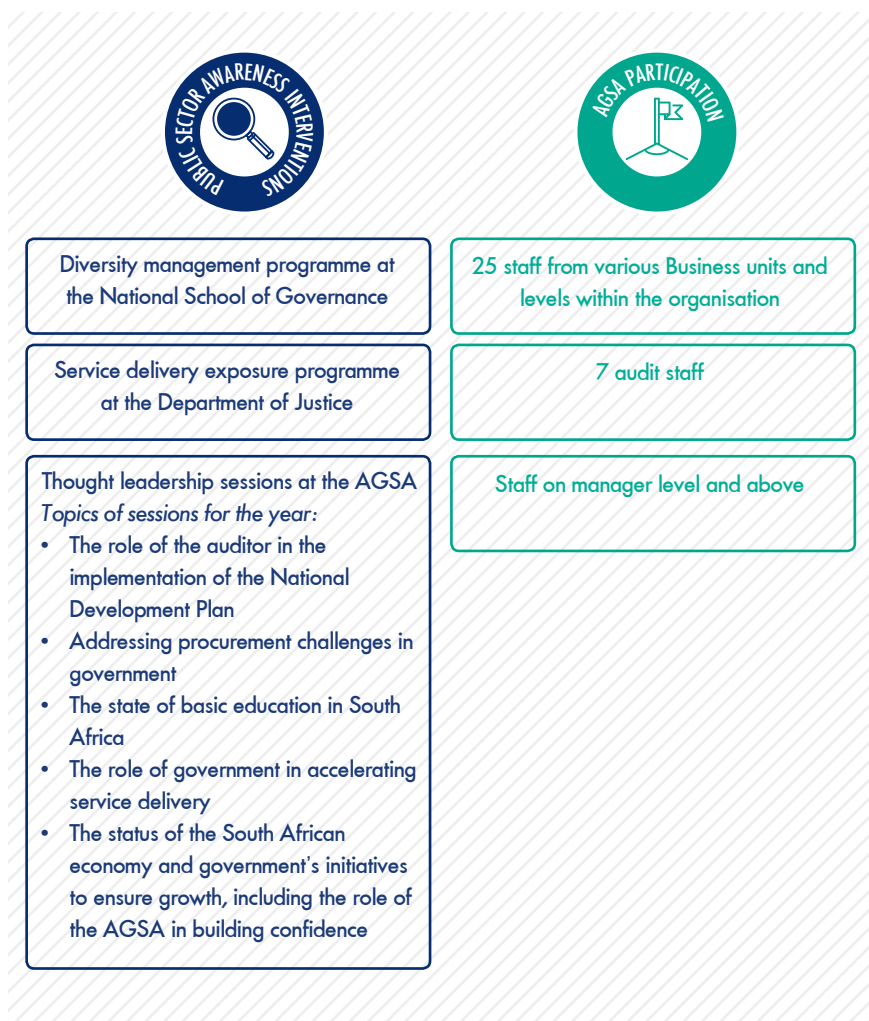 PUBLIC SECTOR AWARENESS INTERVENTIONS
AGSA PARTICIPATION
Diversity management programme at
the National School of Governance
25 staff from various Business units and
levels within the organisation
Service delivery exposure programme
at the Department of Justice
7 audit staff
Thought leadership sessions at the AGSA
Topics of sessions for the year:
• The role of the auditor in the
implementation of the National
Development Plan
• Addressing procurement challenges in
government
• The state of basic education in South
Africa
• The role of government in accelerating
service delivery
• The status of the South African
economy and government's initiatives
to ensure growth, including the role of
the AGSA in building confidence
Staff on manager level and above